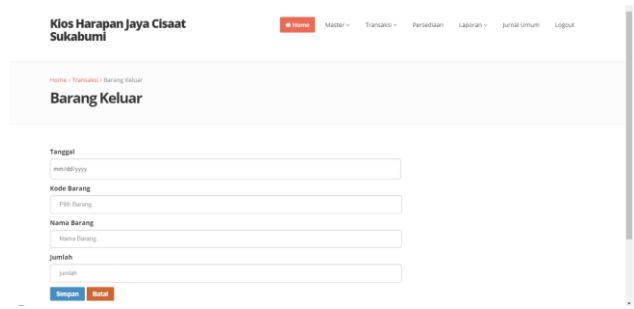 Kios Harapan Jaya Cisaat
Sukabumi
Home Master Transaksi Persediaan Laporan Jurnal Umum Logout
Home > Transaksi > Barang Keluar
Barang Keluar
Tanggal
mm/dd/yyyy
Kode Barang
Pilih Barang..
Nama Barang
Nama Barang..
Jumlah
jumlah
Simpan Batal